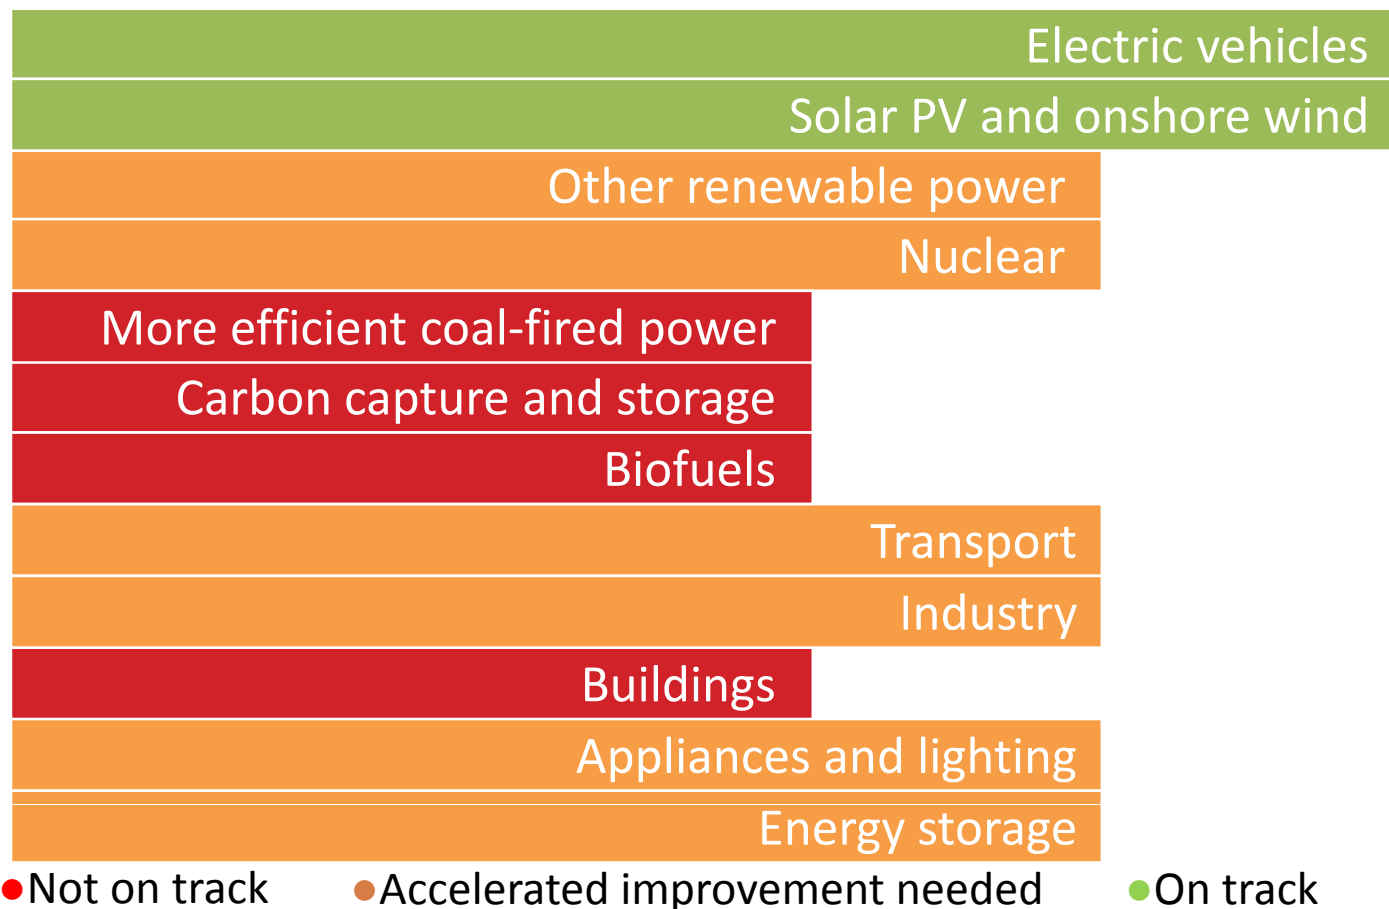 Electric vehicles
Solar PV and onshore wind
Other renewable power
Nuclear
More efficient coal-fired power
Carbon capture and storage
Biofuels
Transport
Industry
Buildings
Appliances and lighting
Energy storage
Not on track Accelerated improvement needed On track